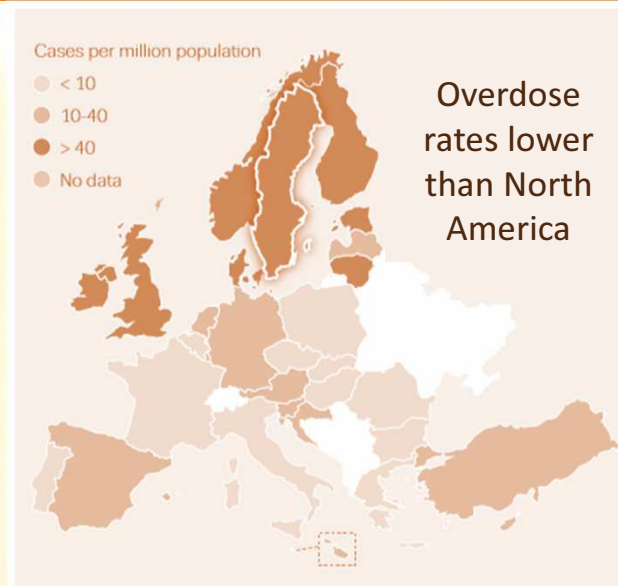 Cases per million population
< 10
10-40
> 40
No data
Overdose
rates lower
than North
America